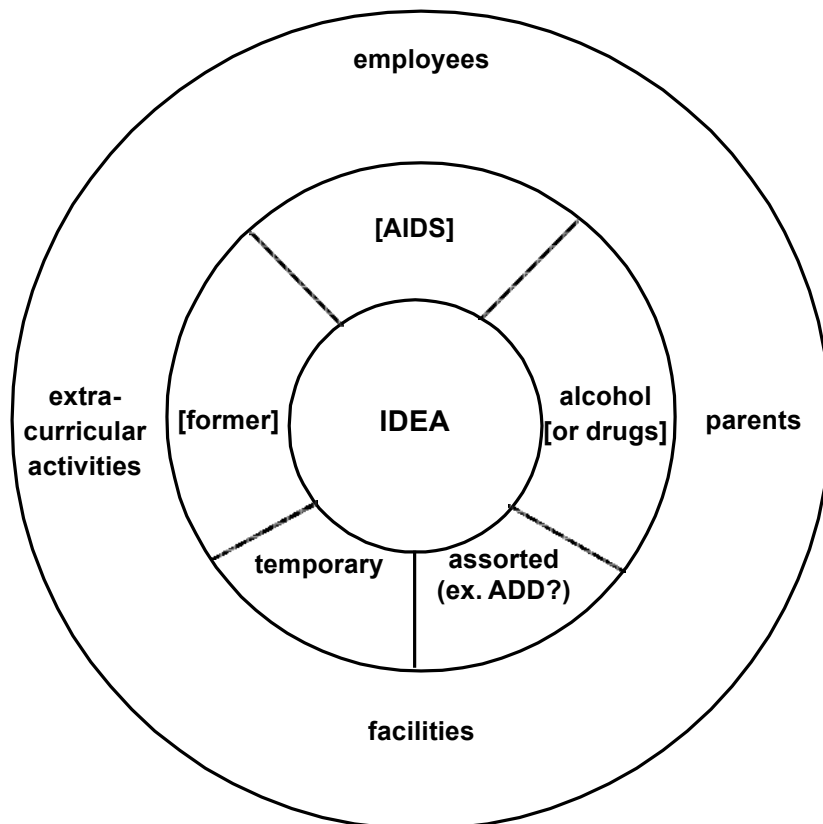 employees
[AIDS]
extra-
curricular
activities
[former]
IDEA
alcohol
[or drugs]
parents
temporary
assorted
(ex. ADD?)
facilities